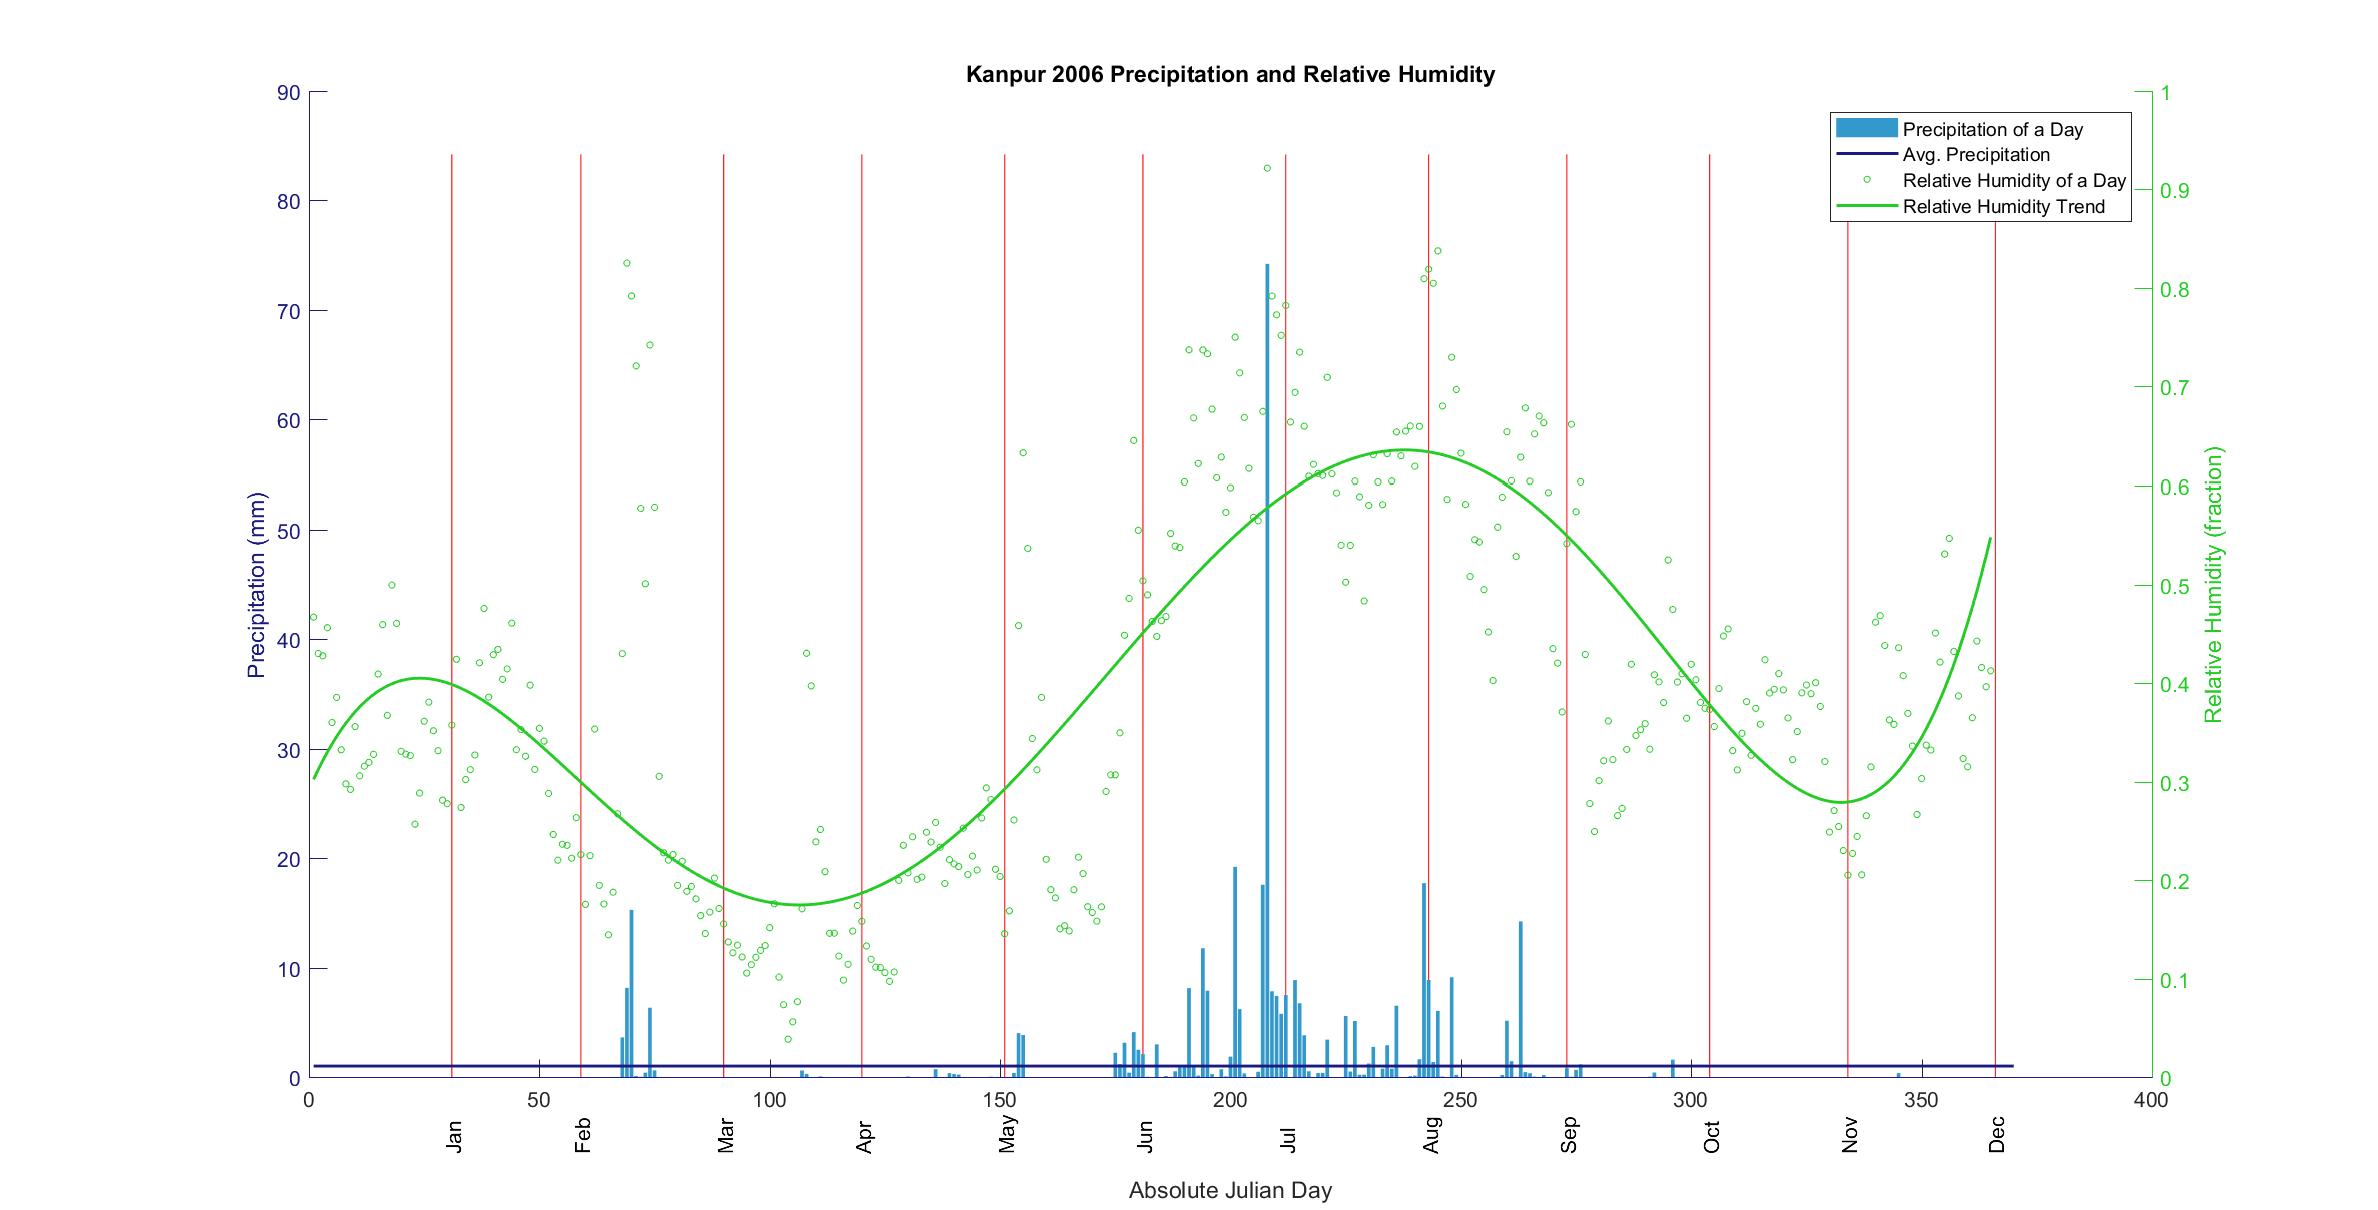 Kanpur 2006 Precipitation and Relative Humidity
90
80
70
60
50
40
30
20
10
0
Precipitation (mm)
1
0.9
0.8
0.7
0.6
0.5
0.4
0.3
0.2
0.1
0
Relative Humidity (fraction)
Precipitation of a Day
Avg. Precipitation
Relative Humidity of a Day
Relative Humidity Trend
0 50 100 150 200 250 300 350 400
Jan Feb Mar Apr May Jun Jul Aug Sep Oct Nov Dec
Absolute Julian Day